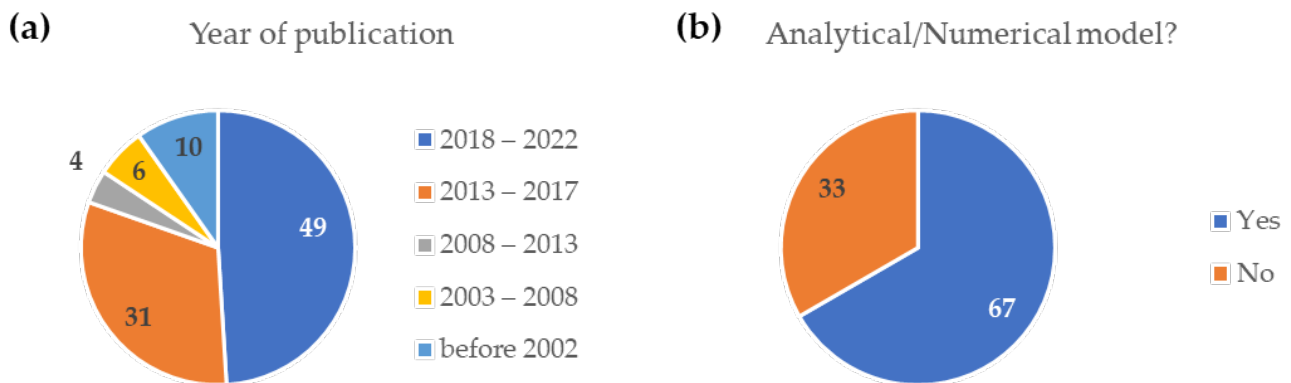 (a) Year of publication
4
6
10
49
31
2018 – 2022
2013 – 2017
2008 – 2013
2003 – 2008
before 2002
(b) Analytical/Numerical model?
33
67
Yes
No